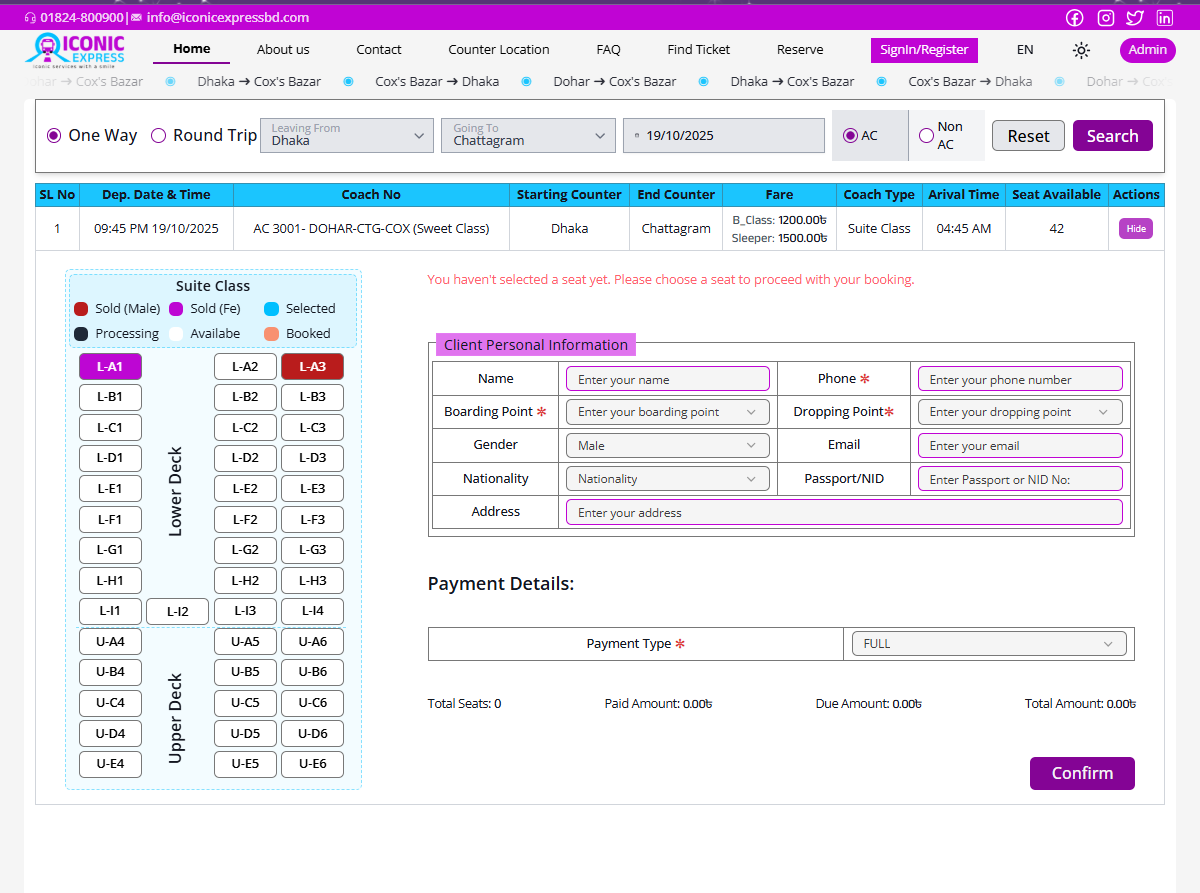 01824-800900| info@iconicexpressbd.com
ICONIC
EXPRESS
Iconic services with a smile
Home About us Contact Counter Location FAQ Find Ticket Reserve SignIn/Register EN Admin
Dohar → Cox's Bazar Dhaka → Cox's Bazar Cox's Bazar → Dhaka Dohar → Cox's Bazar Dhaka → Cox's Bazar Cox's Bazar → Dhaka Dohar → Cox's
One Way Round Trip Leaving From Dhaka Going To Chattagram 19/10/2025 AC Non AC Reset Search
SL No Dep. Date & Time Coach No Starting Counter End Counter Fare Coach Type Arival Time Seat Available Actions
1 09:45 PM 19/10/2025 AC 3001- DOHAR-CTG-COX (Sweet Class) Dhaka Chattagram B_Class: 1200.00৳ Sleeper: 1500.00৳ Suite Class 04:45 AM 42 Hide
Suite Class
Sold (Male) Sold (Fe) Selected
Processing Availabe Booked
L-A1 L-A2 L-A3
L-B1 L-B2 L-B3
L-C1 L-C2 L-C3
L-D1 L-D2 L-D3
Lower Deck
L-E1 L-E2 L-E3
L-F1 L-F2 L-F3
L-G1 L-G2 L-G3
L-H1 L-H2 L-H3
L-I1 L-I2 L-I3 L-I4
U-A4 U-A5 U-A6
U-B4 U-B5 U-B6
Upper Deck
U-C4 U-C5 U-C6
U-D4 U-D5 U-D6
U-E4 U-E5 U-E6
You haven't selected a seat yet. Please choose a seat to proceed with your booking.
Client Personal Information
Name Enter your name Phone * Enter your phone number
Boarding Point * Enter your boarding point Dropping Point* Enter your dropping point
Gender Male Email Enter your email
Nationality Nationality Passport/NID Enter Passport or NID No:
Address Enter your address
Payment Details:
Payment Type * FULL
Total Seats: 0 Paid Amount: 0.00৳ Due Amount: 0.00৳ Total Amount: 0.00৳
Confirm